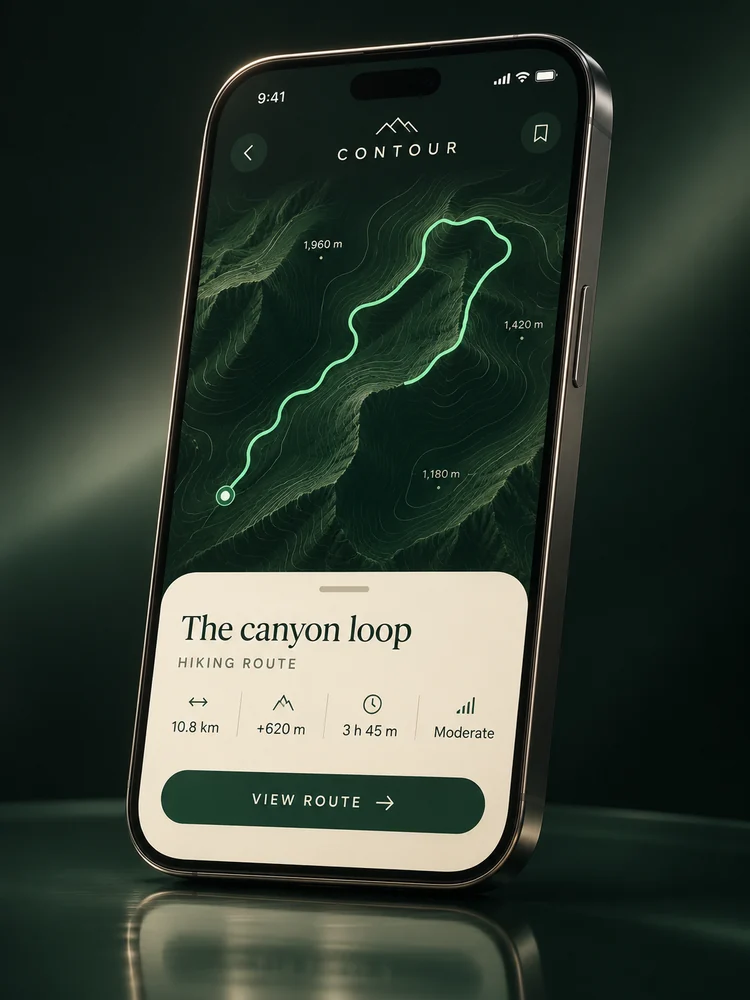 9:41
CONTOUR
1,960 m
1,420 m
1,180 m
The canyon loop
HIKING ROUTE
10.8 km
+620 m
3 h 45 m
Moderate
VIEW ROUTE